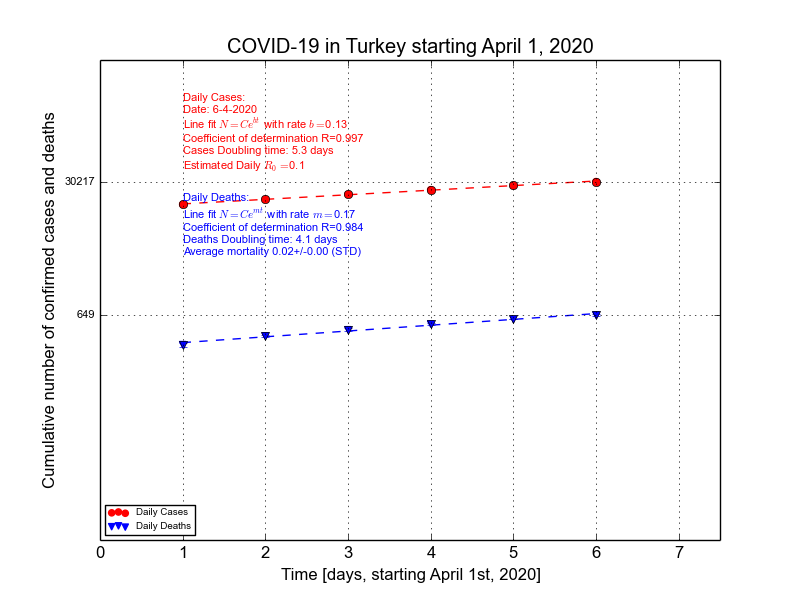 COVID-19 in Turkey starting April 1, 2020
Daily Cases:
Date: 6-4-2020
Line fit N = Ce^{bt} with rate b =0.13
Coefficient of defermination R=0.997
Cases Doubling time: 5.3 days
Estimated Daily R_0 =0.1
Daily Deaths:
Line fit N = Ce^{mt} with rate m =0.17
Coefficient of defermination R=0.984
Deaths Doubling time: 4.1 days
Average mortality 0.02+/-0.00 (STD)
30217
649
Cumulative number of confirmed cases and deaths
Daily Cases
Daily Deaths
0 1 2 3 4 5 6 7
Time [days, starting April 1st, 2020]